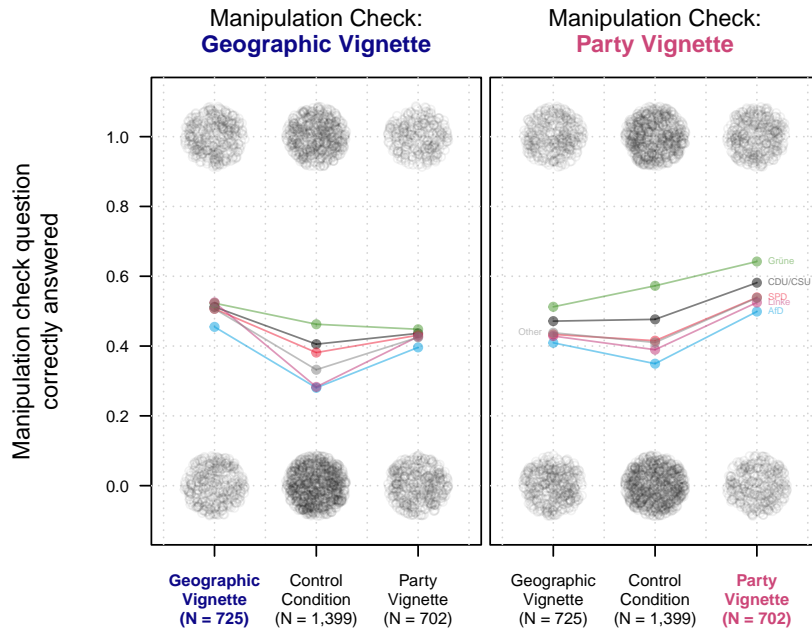 Manipulation Check:
Geographic Vignette
Manipulation Check:
Party Vignette
Manipulation check question
correctly answered
1.0
0.8
0.6
0.4
0.2
0.0
Grüne
CDU/CSU
SPD
Linke
AfD
Other
Geographic
Vignette
(N = 725)
Control
Condition
(N = 1,399)
Party
Vignette
(N = 702)
Geographic
Vignette
(N = 725)
Control
Condition
(N = 1,399)
Party
Vignette
(N = 702)